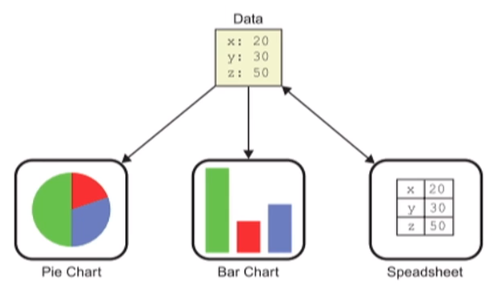 Data
x: 20
y: 30
z: 50
x 20
y 30
z 50
Pie Chart
Bar Chart
Speadsheet